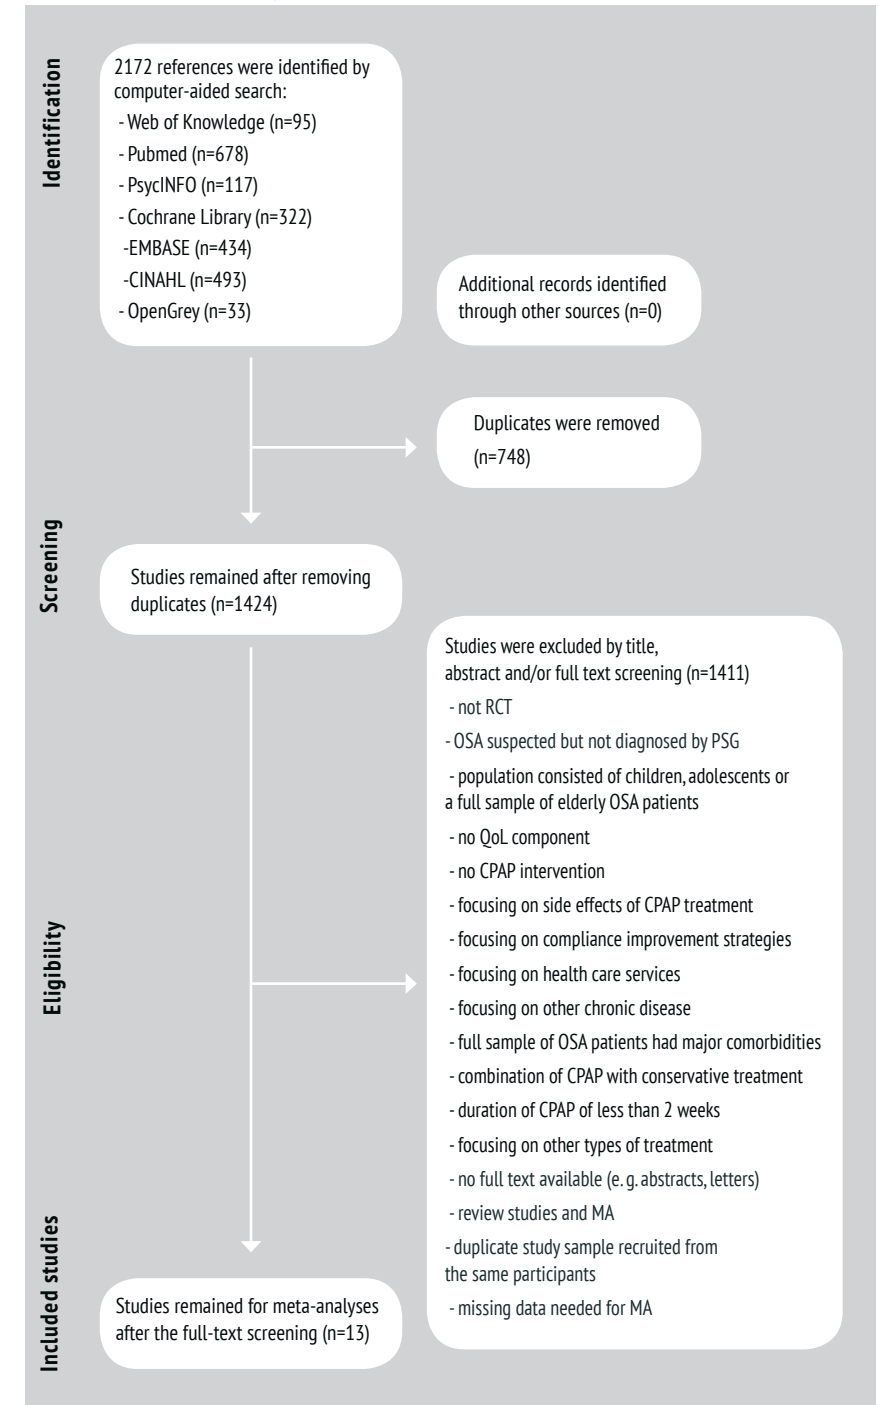 Identification
2172 references were identified by
computer-aided search:
- Web of Knowledge (n=95)
- Pubmed (n=678)
- PsycINFO (n=117)
- Cochrane Library (n=322)
-EMBASE (n=434)
-CINAHL (n=493)
- OpenGrey (n=33)
Additional records identified
through other sources (n=0)
Duplicates were removed
(n=748)
Screening
Studies remained after removing
duplicates (n=1424)
Eligibility
Studies were excluded by title,
abstract and/or full text screening (n=1411)
- not RCT
- OSA suspected but not diagnosed by PSG
- population consisted of children, adolescents or
a full sample of elderly OSA patients
- no QoL component
- no CPAP intervention
- focusing on side effects of CPAP treatment
- focusing on compliance improvement strategies
- focusing on health care services
- focusing on other chronic disease
- full sample of OSA patients had major comorbidities
- combination of CPAP with conservative treatment
- duration of CPAP of less than 2 weeks
- focusing on other types of treatment
- no full text available (e. g. abstracts, letters)
- review studies and MA
- duplicate study sample recruited from
the same participants
- missing data needed for MA
Included studies
Studies remained for meta-analyses
after the full-text screening (n=13)